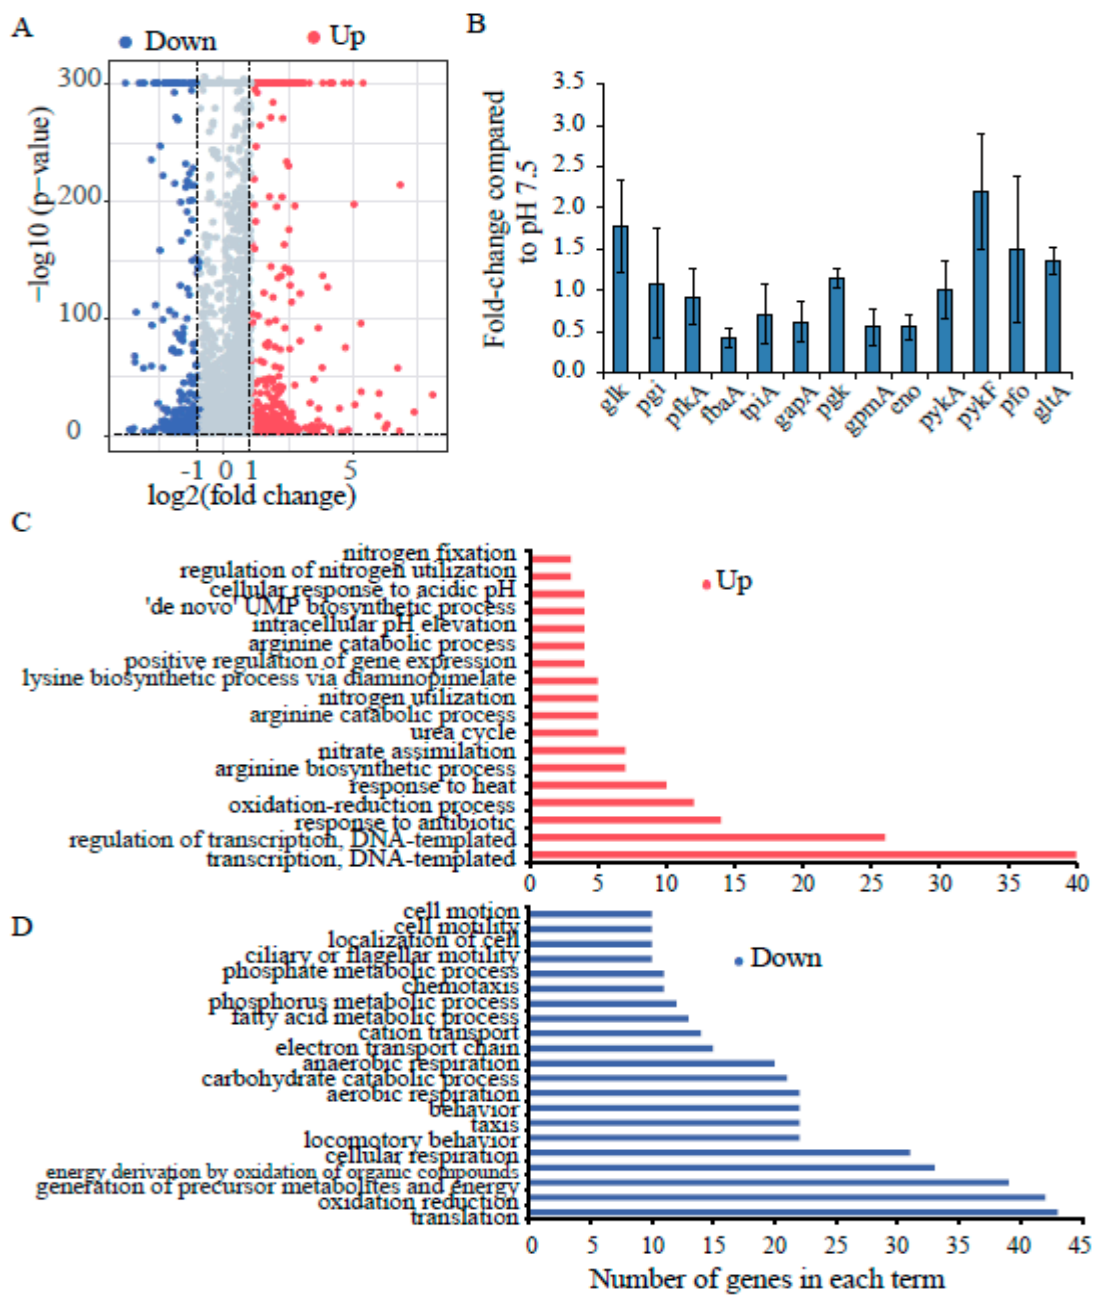 A
Down
Up
300
200
100
0
−log10 (p−value)
-1 0 1 5
log2(fold change)
B
3.5
3.0
2.5
2.0
1.5
1.0
0.5
0.0
Fold-change compared
to pH 7.5
glk
pgi
pfkA
fbaA
tpiA
gapA
pgk
gpmA
eno
pykA
pykF
pfo
gltA
C
Up
nitrogen fixation
regulation of nitrogen utilization
cellular response to acidic pH
'de novo' UMP biosynthetic process
intracellular pH elevation
arginine catabolic process
positive regulation of gene expression
lysine biosynthetic process via diaminopimelate
nitrogen utilization
arginine catabolic process
urea cycle
nitrate assimilation
arginine biosynthetic process
response to heat
oxidation-reduction process
response to antibiotic
regulation of transcription, DNA-templated
transcription, DNA-templated
0 5 10 15 20 25 30 35 40
D
Down
cell motion
cell motility
localization of cell
ciliary or flagellar motility
phosphate metabolic process
chemotaxis
phosphorus metabolic process
fatty acid metabolic process
cation transport
electron transport chain
anaerobic respiration
carbohydrate catabolic process
aerobic respiration
behavior
taxis
locomotory behavior
cellular respiration
energy derivation by oxidation of organic compounds
generation of precursor metabolites and energy
oxidation reduction
translation
0 5 10 15 20 25 30 35 40 45
Number of genes in each term